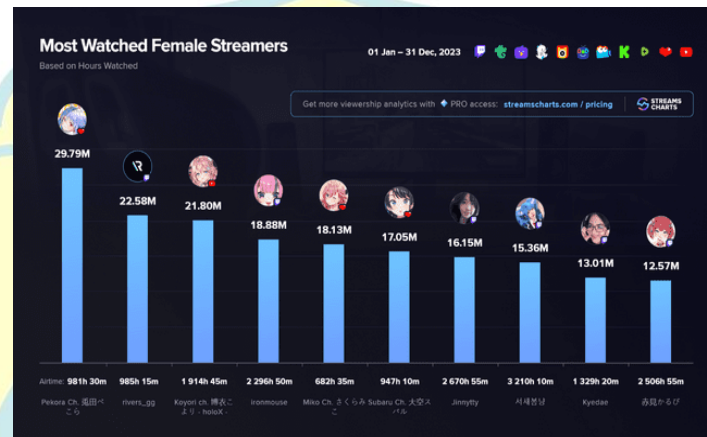 Most Watched Female Streamers
Based on Hours Watched
01 Jan – 31 Dec, 2023
Get more viewership analytics with PRO access: streamscharts.com / pricing
STREAMS
CHARTS
29.79M
22.58M
21.80M
18.88M
18.13M
17.05M
16.15M
15.36M
13.01M
12.57M
Airtime: 981h 30m 985h 15m 1 914h 45m 2 296h 50m 682h 35m 947h 10m 2 670h 55m 3 210h 10m 1 329h 20m 2 506h 55m
Pekora Ch. 兎田ぺ
こら
rivers_gg
Koyori ch. 博衣こ
より - holoX -
ironmouse
Miko Ch. さくらみ
こ
Subaru Ch. 大空ス
バル
Jinnytty
서새봄냥
Kyedae
赤見かるび